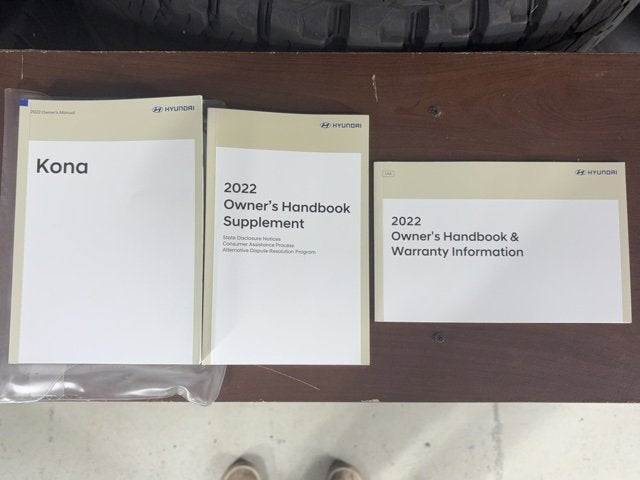 2022 Owner's Manual
HYUNDAI
Kona
HYUNDAI
2022
Owner's Handbook
Supplement
State Disclosure Notices
Consumer Assistance Process
Alternative Dispute Resolution Program
HYUNDAI
2022
Owner's Handbook &
Warranty Information